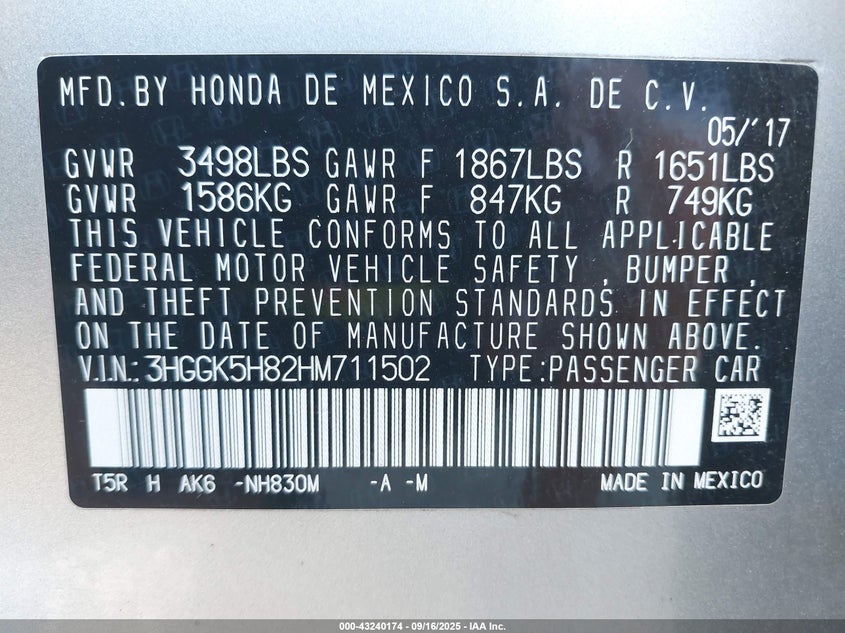 MFD.BY HONDA DE MEXICO S.A. DE C.V.
05/'17
GVWR 3498LBS GAWR F 1867LBS R 1651LBS
GVWR 1586KG GAWR F 847KG R 749KG
THIS VEHICLE CONFORMS TO ALL APPLICABLE
FEDERAL MOTOR VEHICLE SAFETY , BUMPER ,
AND THEFT PREVENTION STANDARDS IN EFFECT
ON THE DATE OF MANUFACTURE SHOWN ABOVE.
V.I.N.: 3HGGK5H82HM711502 TYPE:PASSENGER CAR
T5R H AK6 -NH830M -A -M MADE IN MEXICO
000-43240174 - 09/16/2025 - IAA Inc.